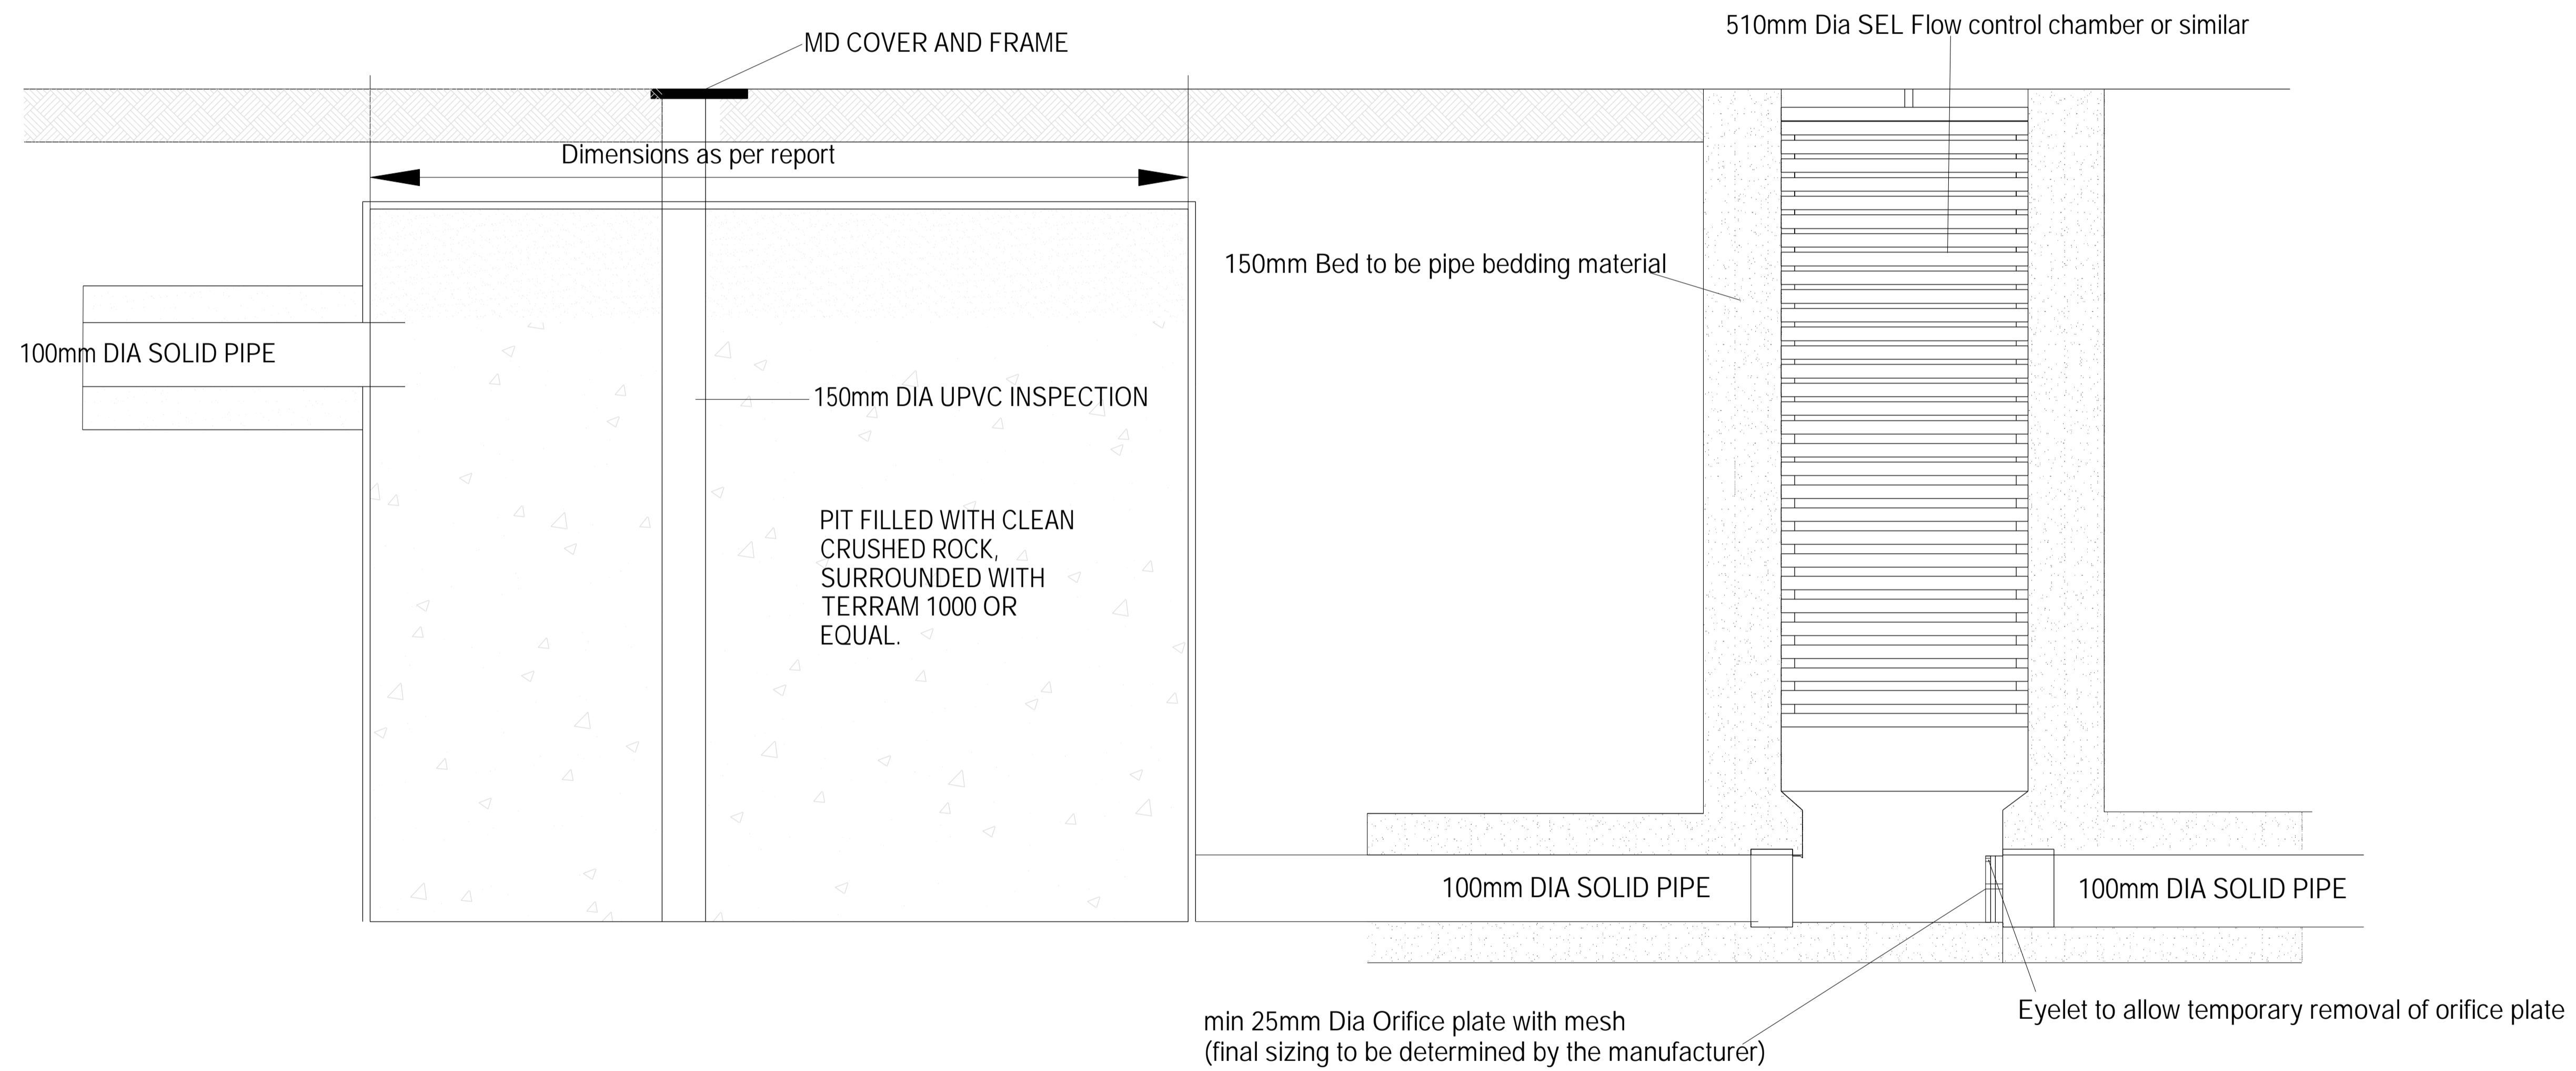 510mm Dia SEL Flow control chamber or similar
MD COVER AND FRAME
Dimensions as per report
150mm Bed to be pipe bedding material
100mm DIA SOLID PIPE
150mm DIA UPVC INSPECTION
PIT FILLED WITH CLEAN
CRUSHED ROCK,
SURROUNDED WITH
TERRAM 1000 OR
EQUAL.
100mm DIA SOLID PIPE
100mm DIA SOLID PIPE
Eyelet to allow temporary removal of orifice plate
min 25mm Dia Orifice plate with mesh
(final sizing to be determined by the manufacturer)